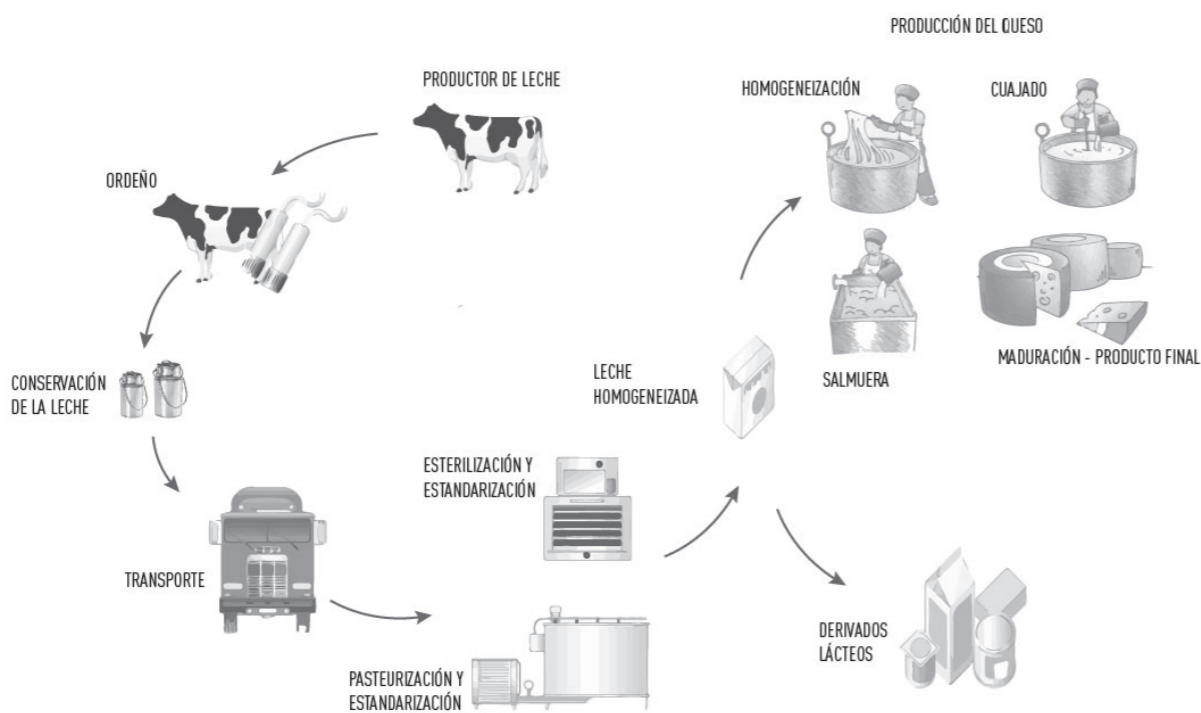 PRODUCCIÓN DEL QUESO
PRODUCTOR DE LECHE
HOMOGENEIZACIÓN
CUAJADO
ORDEÑO
CONSERVACIÓN
DE LA LECHE
LECHE
HOMOGENEIZADA
SALMUERA
MADURACIÓN - PRODUCTO FINAL
ESTERILIZACIÓN Y
ESTANDARIZACIÓN
TRANSPORTE
PASTEURIZACIÓN Y
ESTANDARIZACIÓN
DERIVADOS
LÁCTEOS